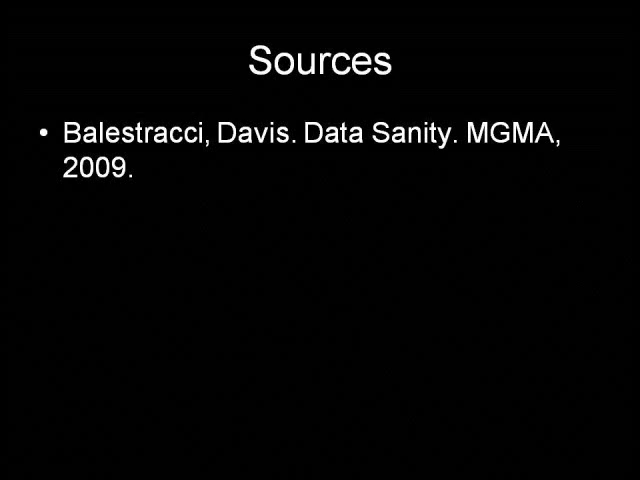 Sources
• Balestracci, Davis. Data Sanity. MGMA,
2009.